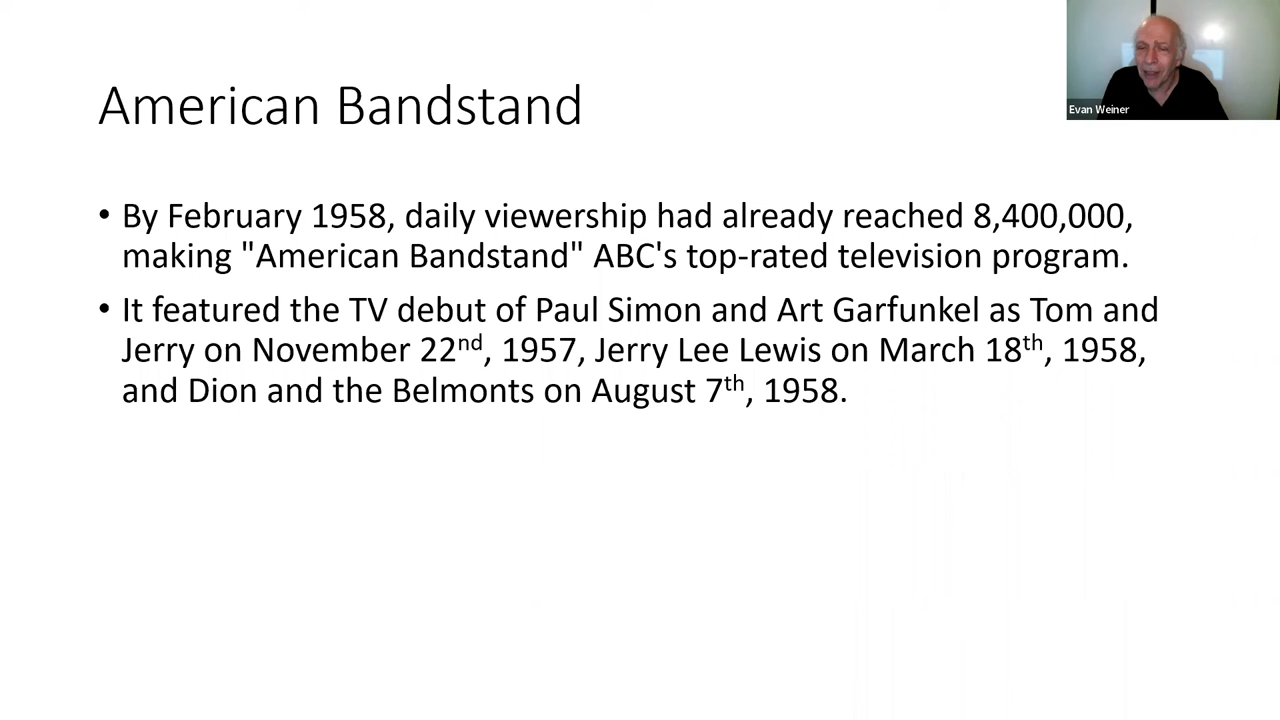 American Bandstand
Evan Weiner
• By February 1958, daily viewership had already reached 8,400,000,
making "American Bandstand" ABC's top-rated television program.
• It featured the TV debut of Paul Simon and Art Garfunkel as Tom and
Jerry on November 22nd, 1957, Jerry Lee Lewis on March 18th, 1958,
and Dion and the Belmonts on August 7th, 1958.